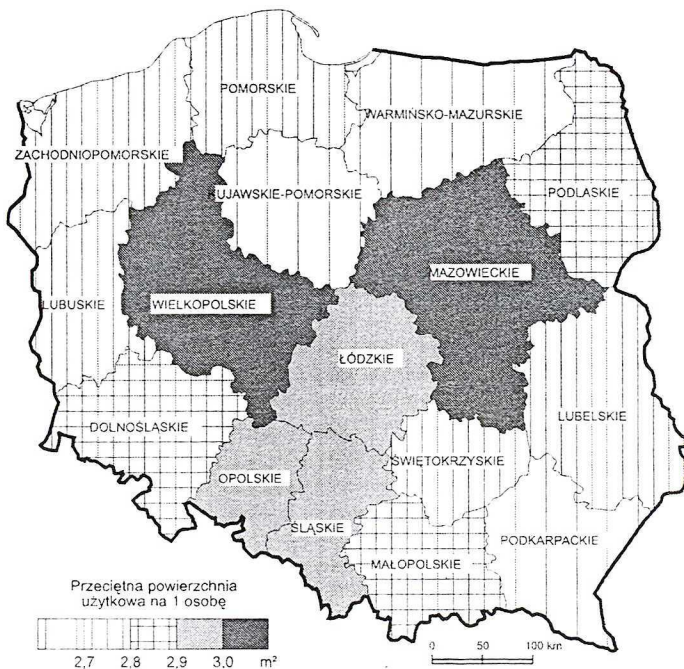 POMORSKIE
WARMIŃSKO-MAZURSKIE
ZACHODNIOPOMORSKIE
KUJAWSKIE-POMORSKIE
PODLASKIE
LUBUSKIE
WIELKOPOLSKIE
MAZOWIECKIE
ŁÓDZKIE
DOLNOŚLĄSKIE
LUBELSKIE
OPOLSKIE
ŚWIĘTOKRZYSKIE
ŚLĄSKIE
PODKARPACKIE
MAŁOPOLSKIE
Przeciętna powierzchnia
użytkowa na 1 osobę
2,7 2,8 2,9 3,0 m²
0 50 100 km